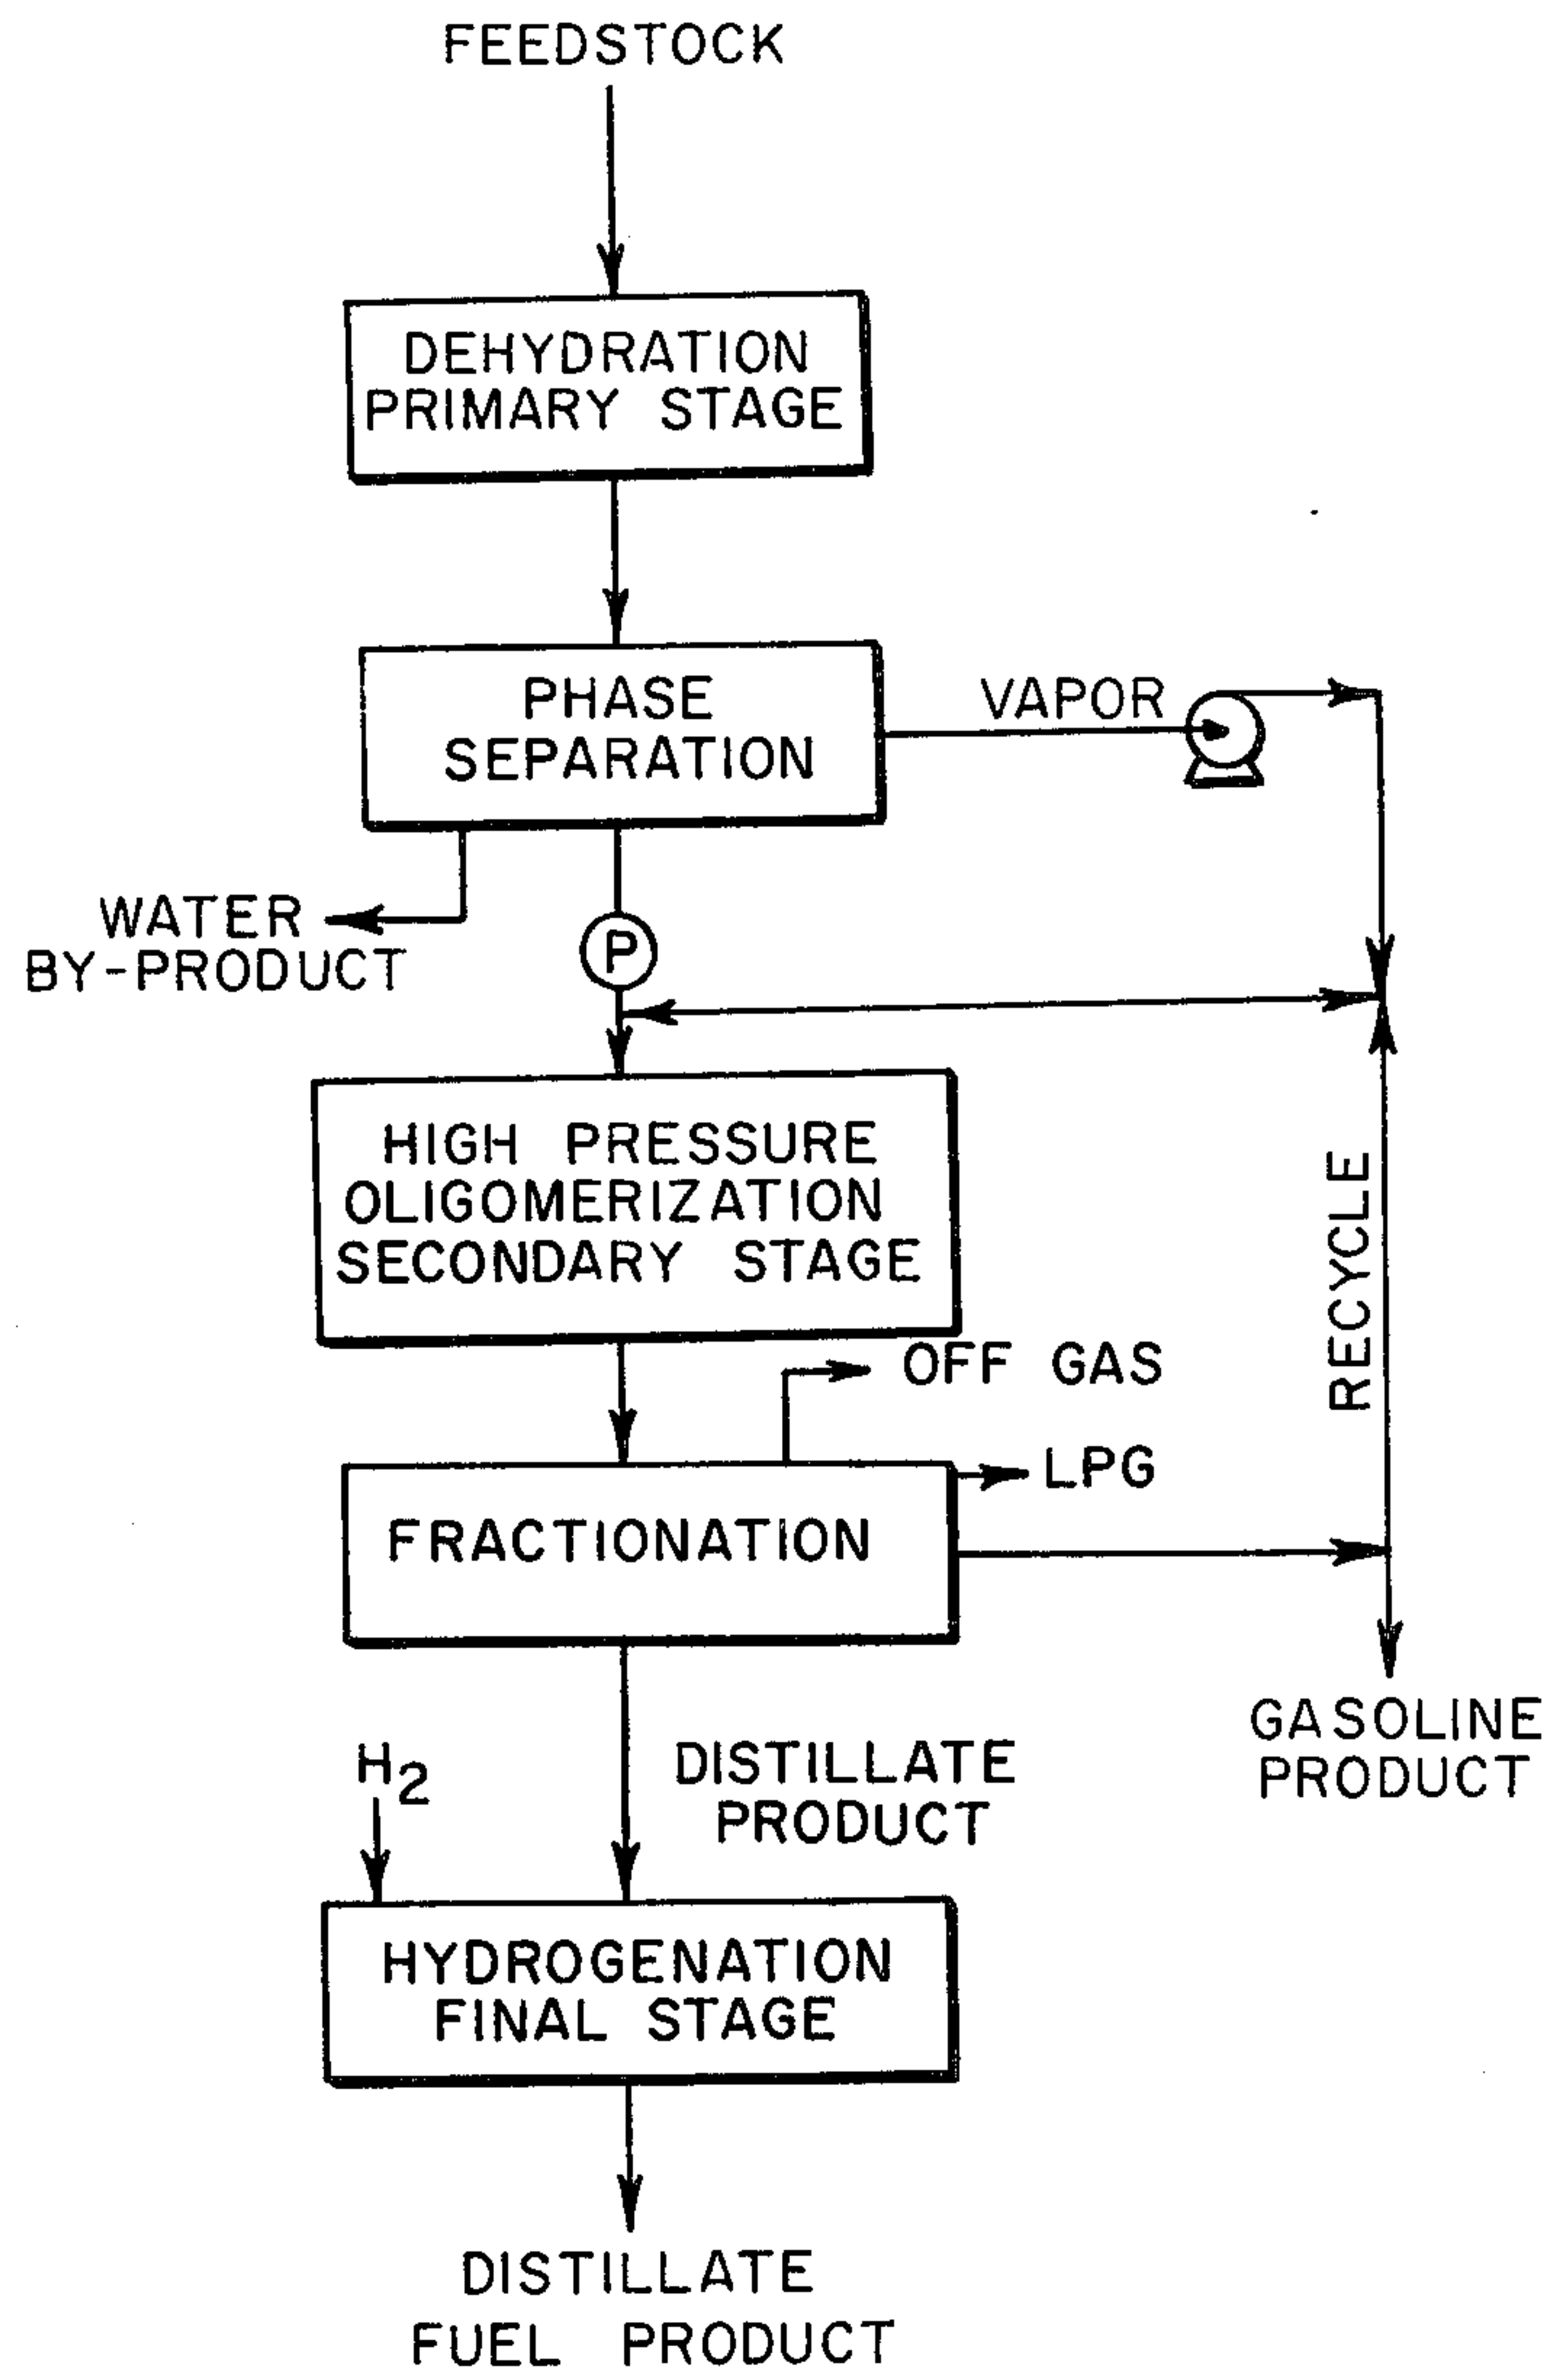 FEEDSTOCK
DEHYDRATION
PRIMARY STAGE
PHASE
SEPARATION
VAPOR
WATER
BY-PRODUCT
P
HIGH PRESSURE
OLIGOMERIZATION
SECONDARY STAGE
RECYCLE
OFF GAS
LPG
FRACTIONATION
GASOLINE
PRODUCT
H2
DISTILLATE
PRODUCT
HYDROGENATION
FINAL STAGE
DISTILLATE
FUEL PRODUCT